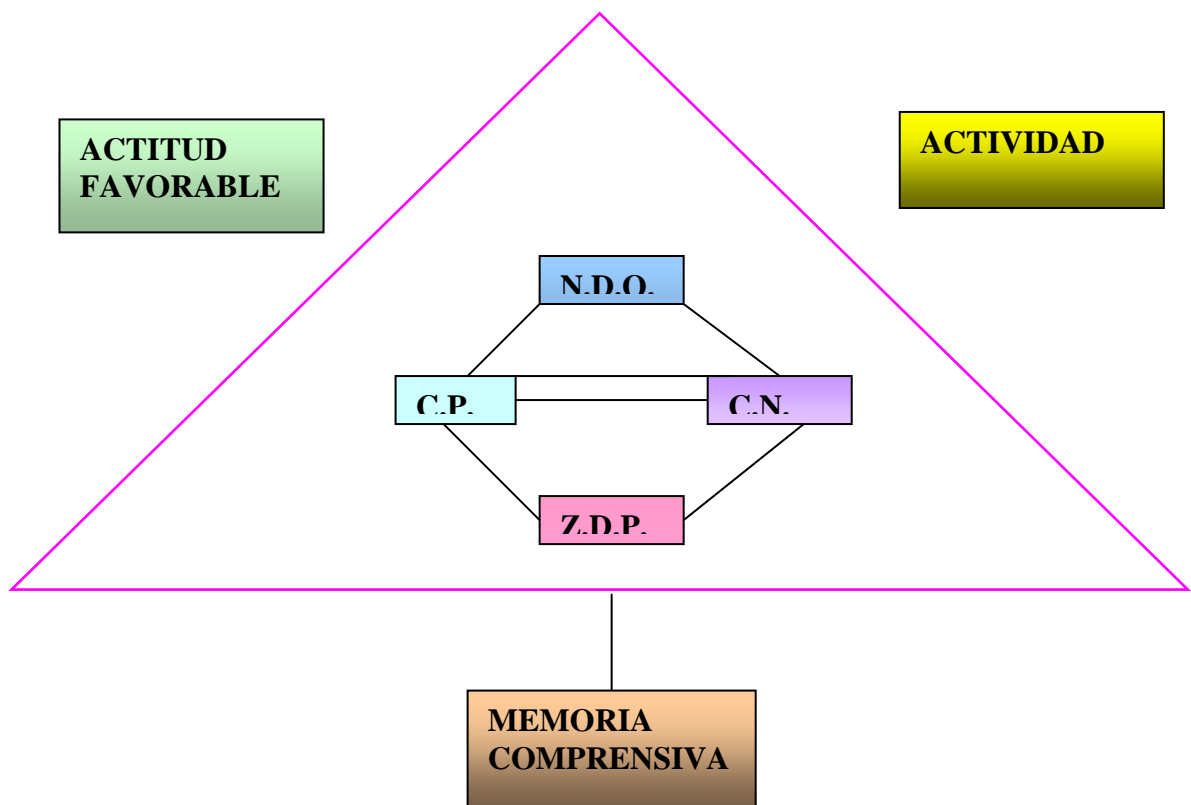 ACTITUD
FAVORABLE
ACTIVIDAD
N.D.O.
C.P.
C.N.
Z.D.P.
MEMORIA
COMPRENSIVA